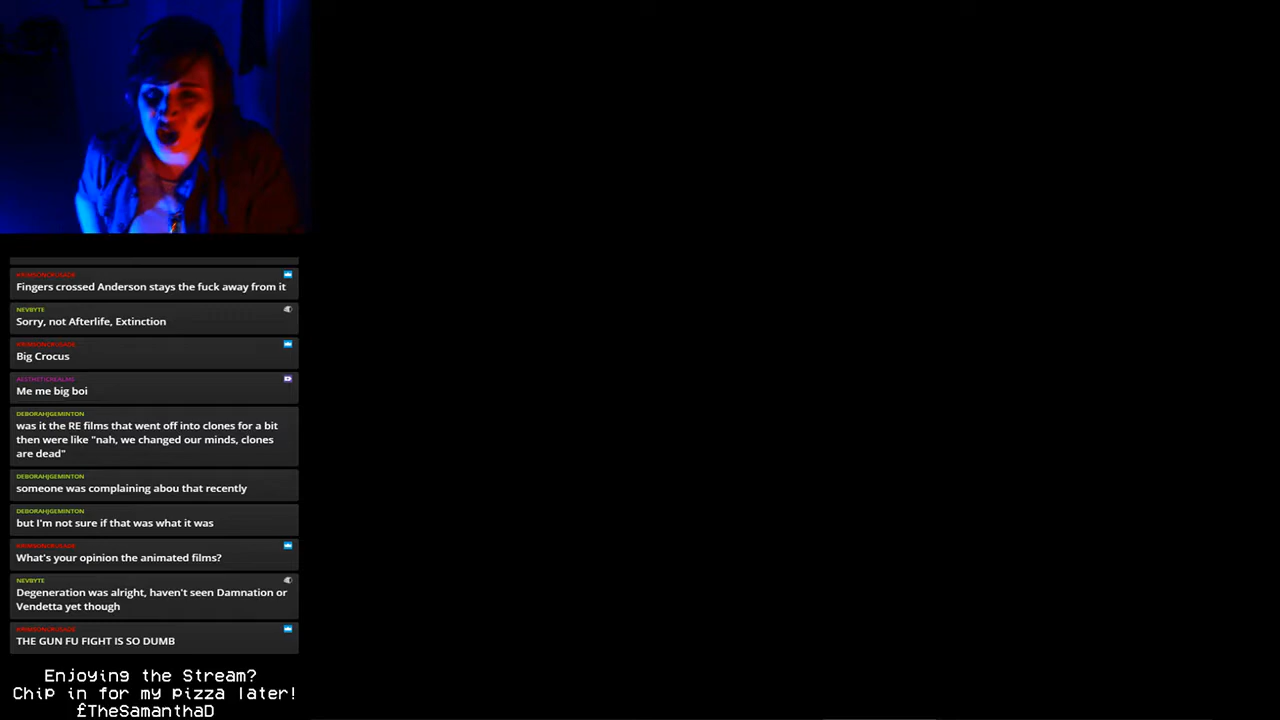 Fingers crossed Anderson stays the fuck away from it
NEVBYTE
Sorry, not Afterlife, Extinction
Big Crocus
Me me big boi
DEBORAHJGEMINTON
was it the RE films that went off into clones for a bit
then were like "nah, we changed our minds, clones
are dead"
DEBORAHJGEMINTON
someone was complaining abou that recently
DEBORAHJGEMINTON
but I'm not sure if that was what it was
What's your opinion the animated films?
NEVBYTE
Degeneration was alright, haven't seen Damnation or
Vendetta yet though
THE GUN FU FIGHT IS SO DUMB
Enjoying the Stream?
Chip in for my pizza later!
£TheSamanthaD